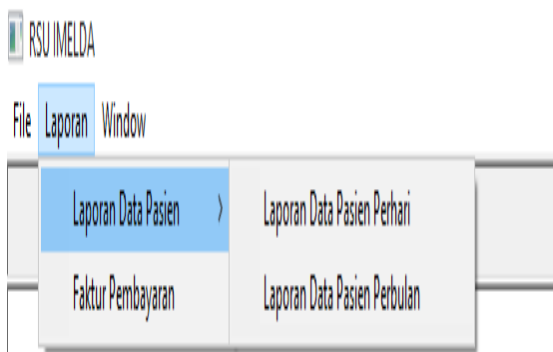 RSU IMELDA
File Laporan Window
Laporan Data Pasien
Faktur Pembayaran
Laporan Data Pasien Perhari
Laporan Data Pasien Perbulan